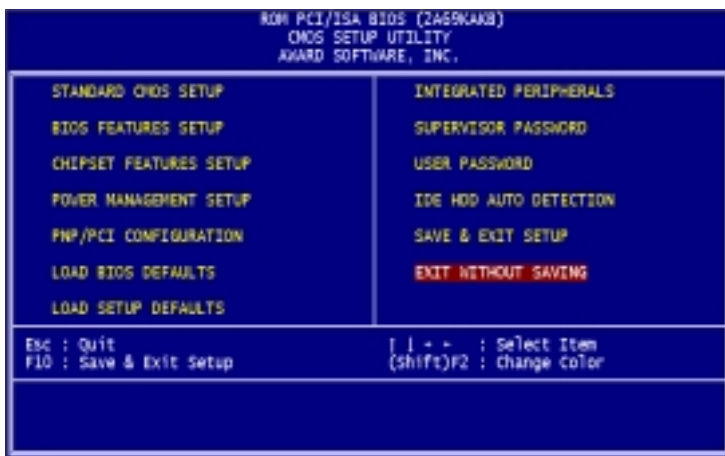 ROM PCI/ISA BIOS (2A69KAKB)
CMOS SETUP UTILITY
AWARD SOFTWARE, INC.
STANDARD CMOS SETUP
BIOS FEATURES SETUP
CHIPSET FEATURES SETUP
POWER MANAGEMENT SETUP
PNP/PCI CONFIGURATION
LOAD BIOS DEFAULTS
LOAD SETUP DEFAULTS
INTEGRATED PERIPHERALS
SUPERVISOR PASSWORD
USER PASSWORD
IDE HDD AUTO DETECTION
SAVE & EXIT SETUP
EXIT WITHOUT SAVING
Esc : Quit
F10 : Save & Exit Setup
: Select Item
(Shift)F2 : Change Color